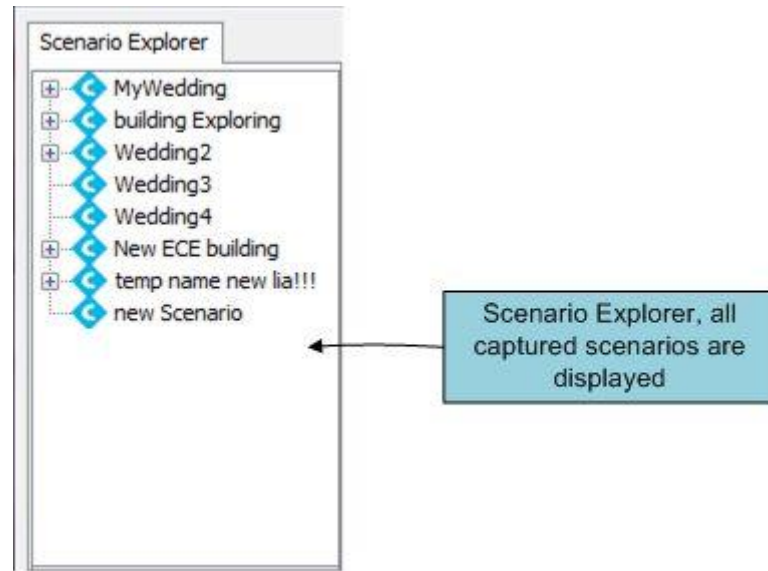 Scenario Explorer
MyWedding
building Exploring
Wedding2
Wedding3
Wedding4
New ECE building
temp name new lia!!!
new Scenario
Scenario Explorer, all
captured scenarios are
displayed